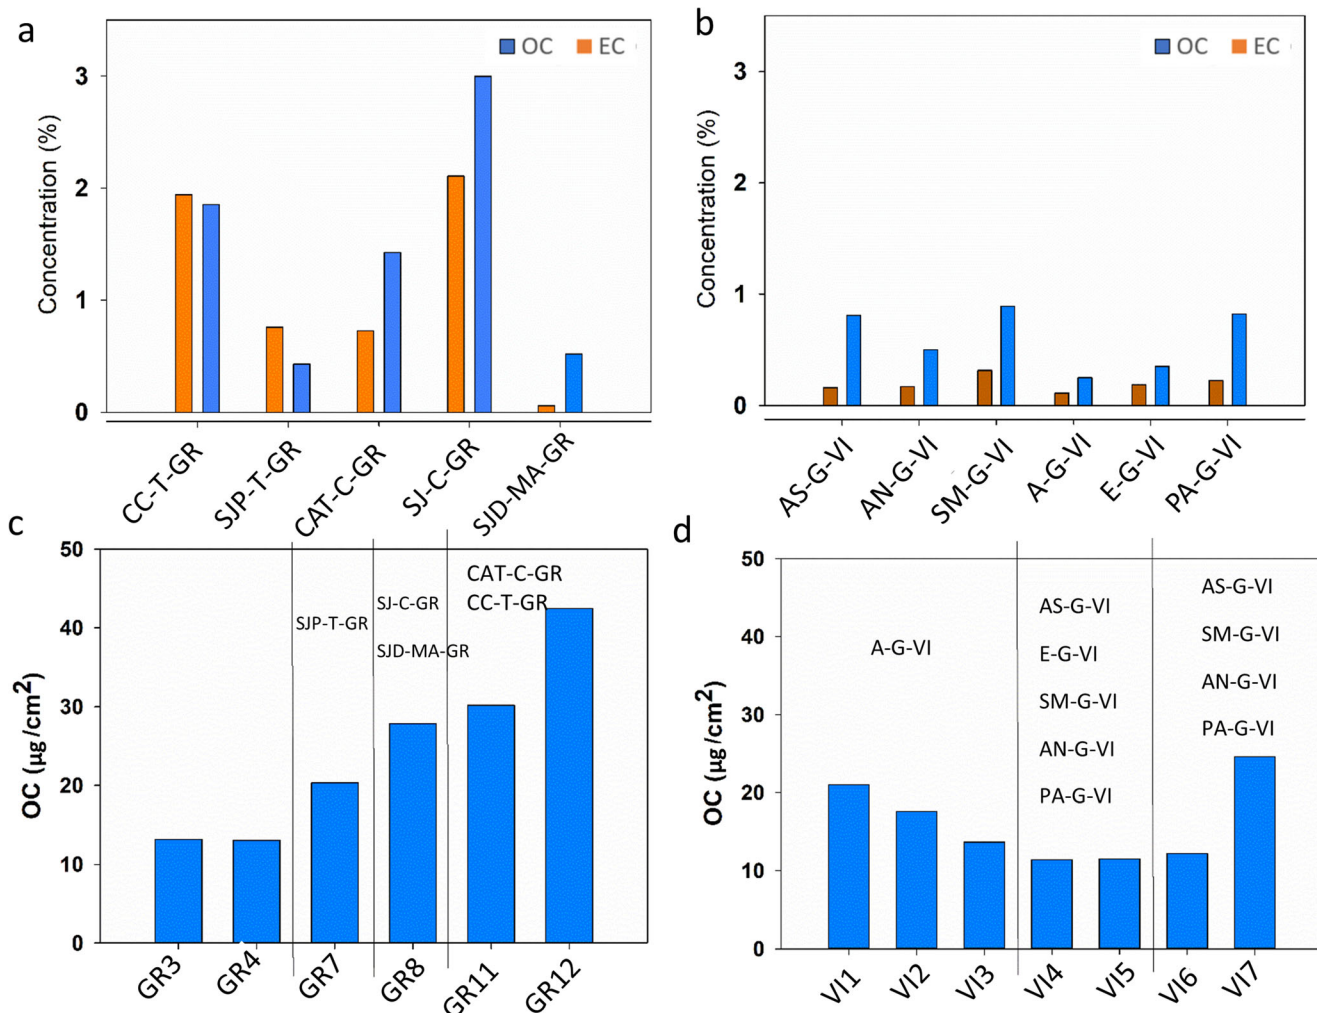 a
OC EC
Concentration (%)
3
2
1
0
CC-T-GR
SJP-T-GR
CAT-C-GR
SJ-C-GR
SJD-MA-GR
b
OC EC
Concentration (%)
3
2
1
0
AS-G-VI
AN-G-VI
SM-G-VI
A-G-VI
E-G-VI
PA-G-VI
c
OC (µg/cm²)
50
40
30
20
10
0
SJP-T-GR
SJ-C-GR
SJD-MA-GR
CAT-C-GR
CC-T-GR
GR3
GR4
GR7
GR8
GR11
GR12
d
OC (µg/cm²)
50
40
30
20
10
0
A-G-VI
AS-G-VI
E-G-VI
SM-G-VI
AN-G-VI
PA-G-VI
AS-G-VI
SM-G-VI
AN-G-VI
PA-G-VI
VI1
VI2
VI3
VI4
VI5
VI6
VI7